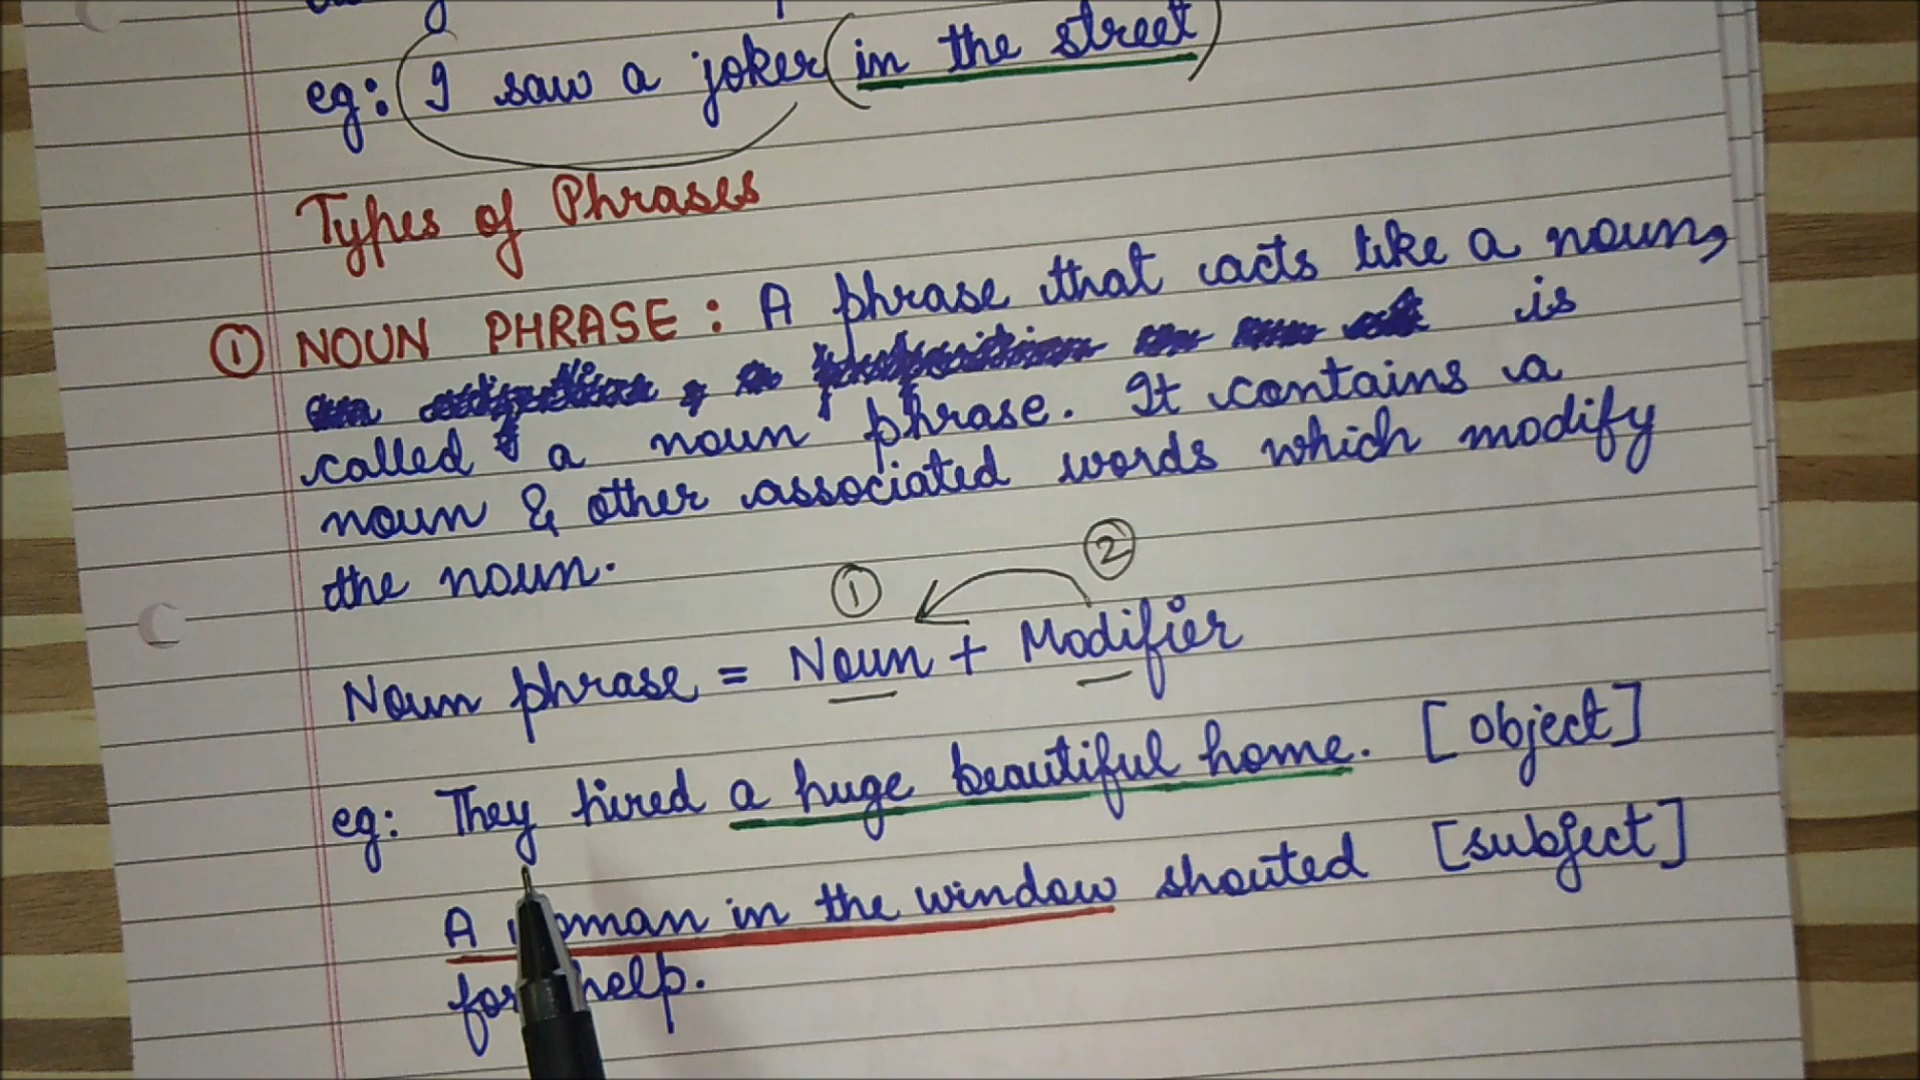 eg: I saw a joker (in the street)
Types of Phrases
① NOUN PHRASE : A phrase that acts like a noun,
is
called a noun phrase. It contains a
noun & other associated words which modify
the noun.
① ②
Noun phrase = Noun + Modifier
eg: They hired a huge beautiful home. [object]
A woman in the window shouted [subject]
for help.